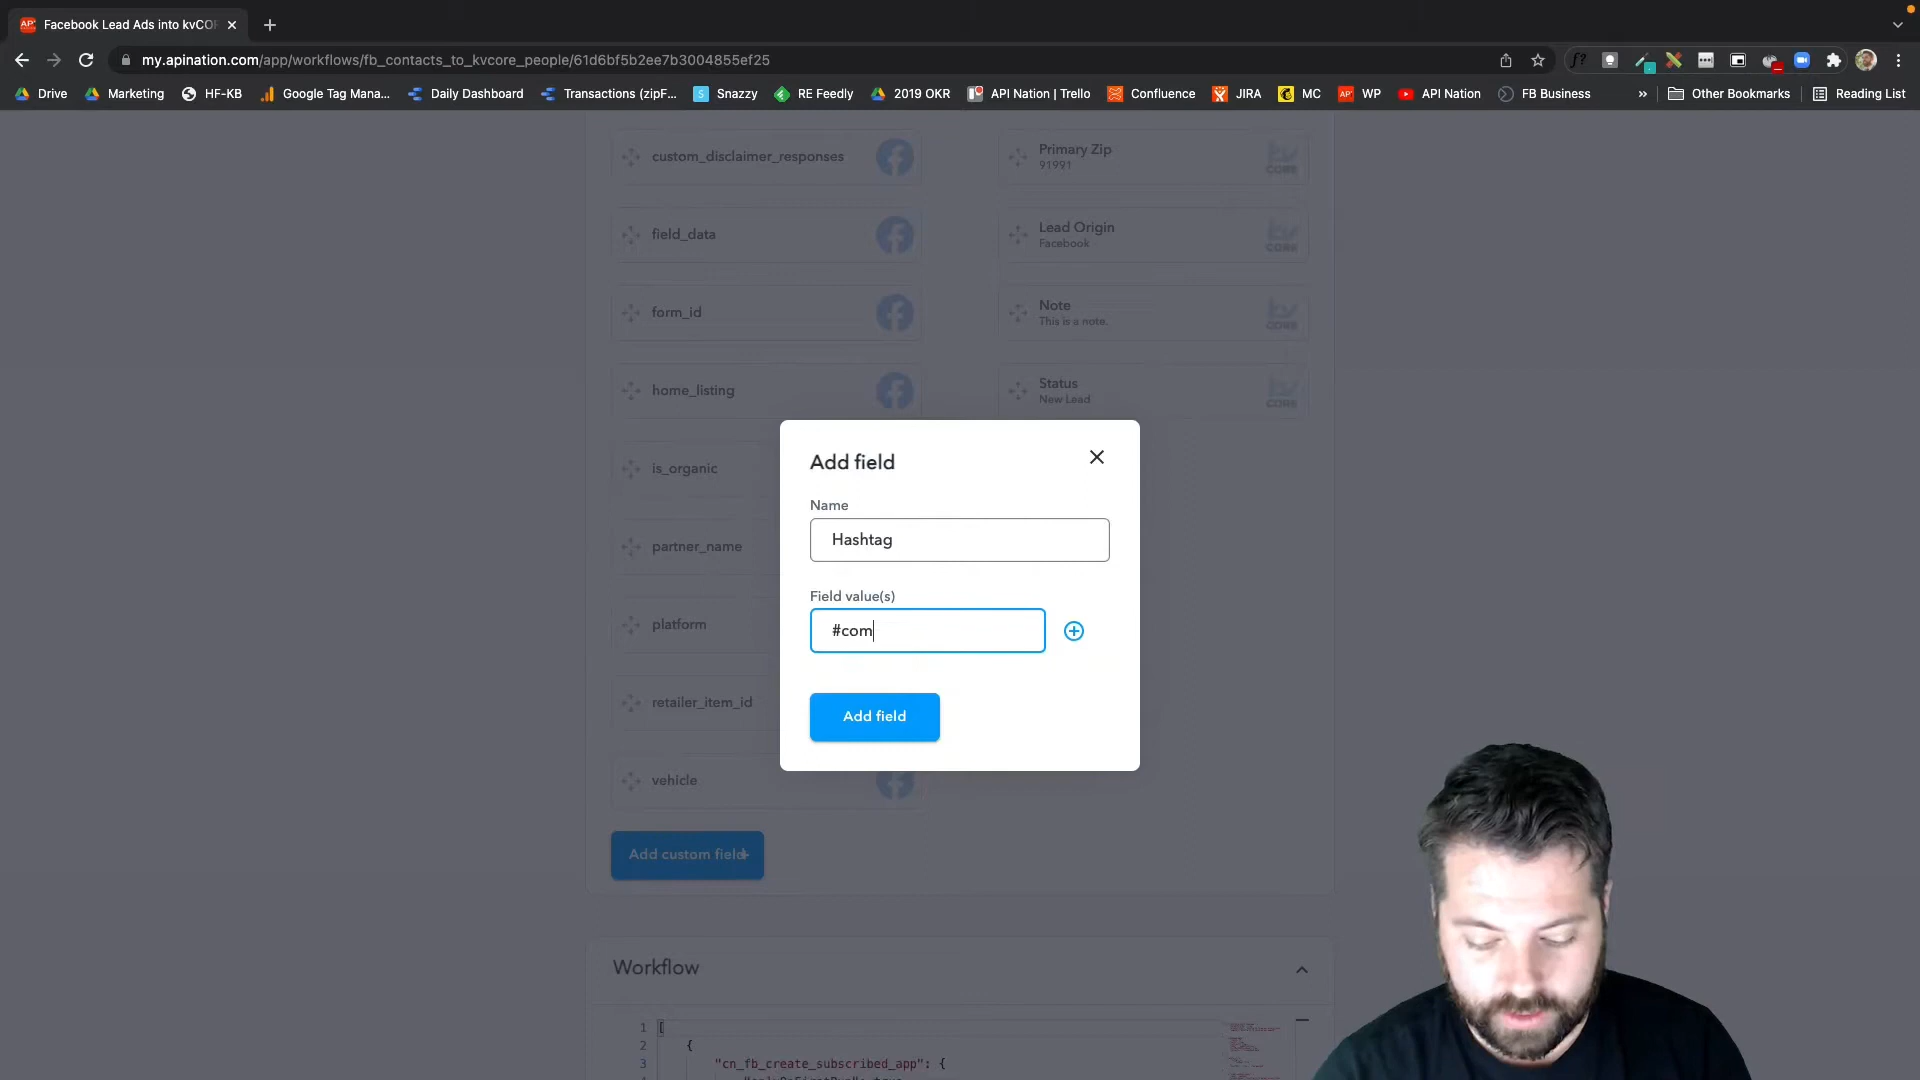 Facebook Lead Ads into kvCOR
my.apination.com/app/workflows/fb_contacts_to_kvcore_people/61d6bf5b2ee7b3004855ef25
Drive Marketing HF-KB Google Tag Mana... Daily Dashboard Transactions (zipF... Snazzy RE Feedly 2019 OKR API Nation | Trello Confluence JIRA MC WP API Nation FB Business » Other Bookmarks Reading List
custom_disclaimer_responses
Primary Zip
91991
field_data
Lead Origin
Facebook
form_id
Note
This is a note.
home_listing
Status
New Lead
is_organic
partner_name
platform
retailer_item_id
vehicle
Add field
Name
Hashtag
Field value(s)
#com
Add field
Add custom field
Workflow
1 [
2 {
3 "cn_fb_create_subscribed_app": {